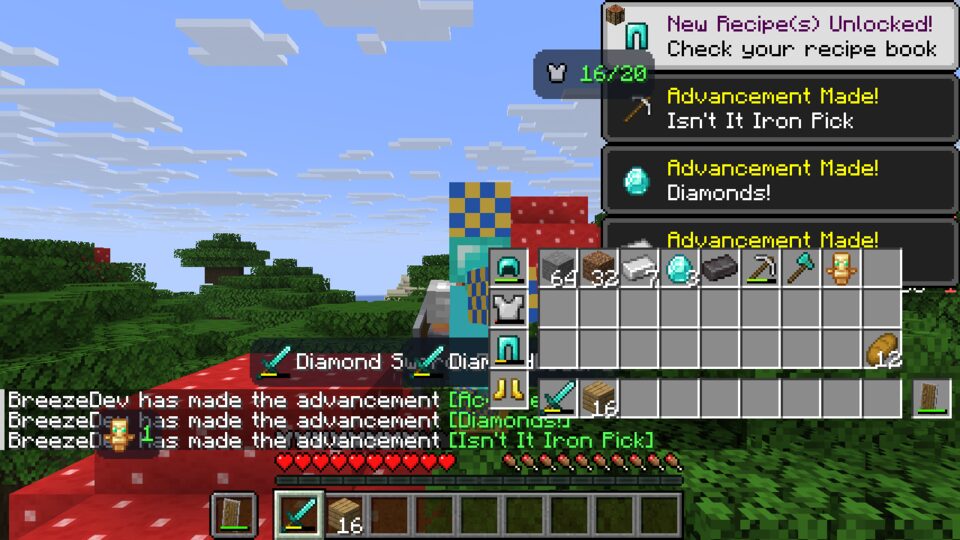 New Recipe(s) Unlocked!
Check your recipe book
16/20
Advancement Made!
Isn't It Iron Pick
Advancement Made!
Diamonds!
Advancement Made!
64
32
7
3
12
16
Diamond
BreezeDev has made the advancement
BreezeDev has made the advancement [Diamonds!]
BreezeDev has made the advancement [Isn't It Iron Pick]
1
16